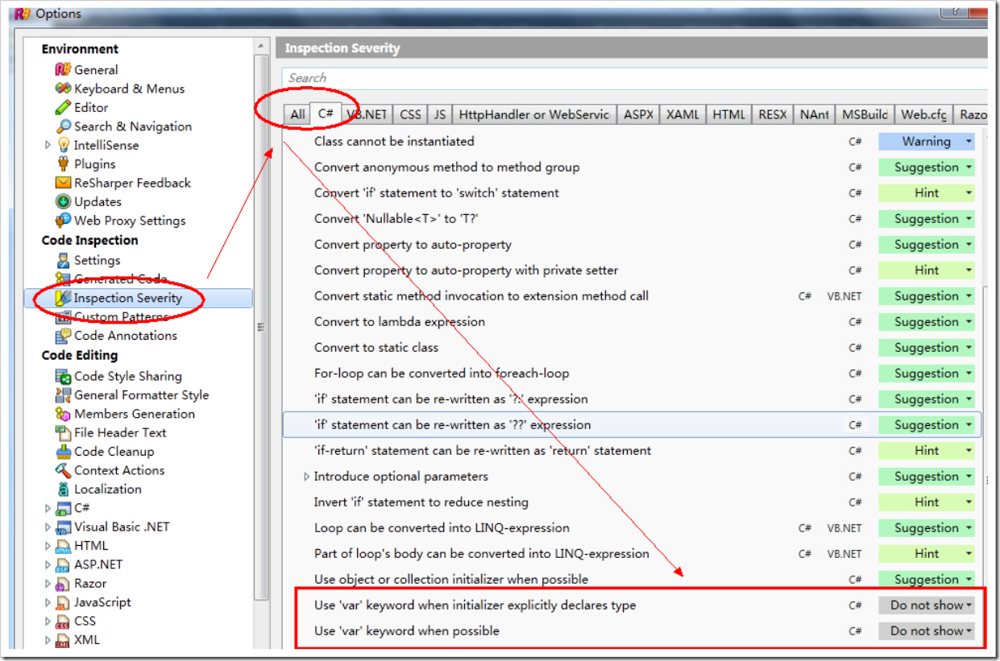 Options
?
Environment
General
Keyboard & Menus
Editor
Search & Navigation
IntelliSense
Plugins
ReSharper Feedback
Updates
Web Proxy Settings
Code Inspection
Settings
Generated Code
Inspection Severity
Custom Patterns
Code Annotations
Code Editing
Code Style Sharing
General Formatter Style
Members Generation
File Header Text
Code Cleanup
Context Actions
Localization
C#
Visual Basic .NET
HTML
ASP.NET
Razor
JavaScript
CSS
XML
Inspection Severity
Search
All C# VB.NET CSS JS HttpHandler or WebServic ASPX XAML HTML RESX NAnt MSBuild Web.cfg Razo
Class cannot be instantiated C# Warning
Convert anonymous method to method group C# Suggestion
Convert 'if' statement to 'switch' statement C# Hint
Convert 'Nullable<T>' to 'T?' C# Suggestion
Convert property to auto-property C# Suggestion
Convert property to auto-property with private setter C# Hint
Convert static method invocation to extension method call C# VB.NET Suggestion
Convert to lambda expression C# Suggestion
Convert to static class C# Suggestion
For-loop can be converted into foreach-loop C# Suggestion
'if' statement can be re-written as '?:' expression C# Suggestion
'if' statement can be re-written as '??' expression C# Suggestion
'if-return' statement can be re-written as 'return' statement C# Hint
Introduce optional parameters C# Suggestion
Invert 'if' statement to reduce nesting C# Hint
Loop can be converted into LINQ-expression C# VB.NET Suggestion
Part of loop's body can be converted into LINQ-expression C# VB.NET Hint
Use object or collection initializer when possible C# Suggestion
Use 'var' keyword when initializer explicitly declares type C# Do not show
Use 'var' keyword when possible C# Do not show